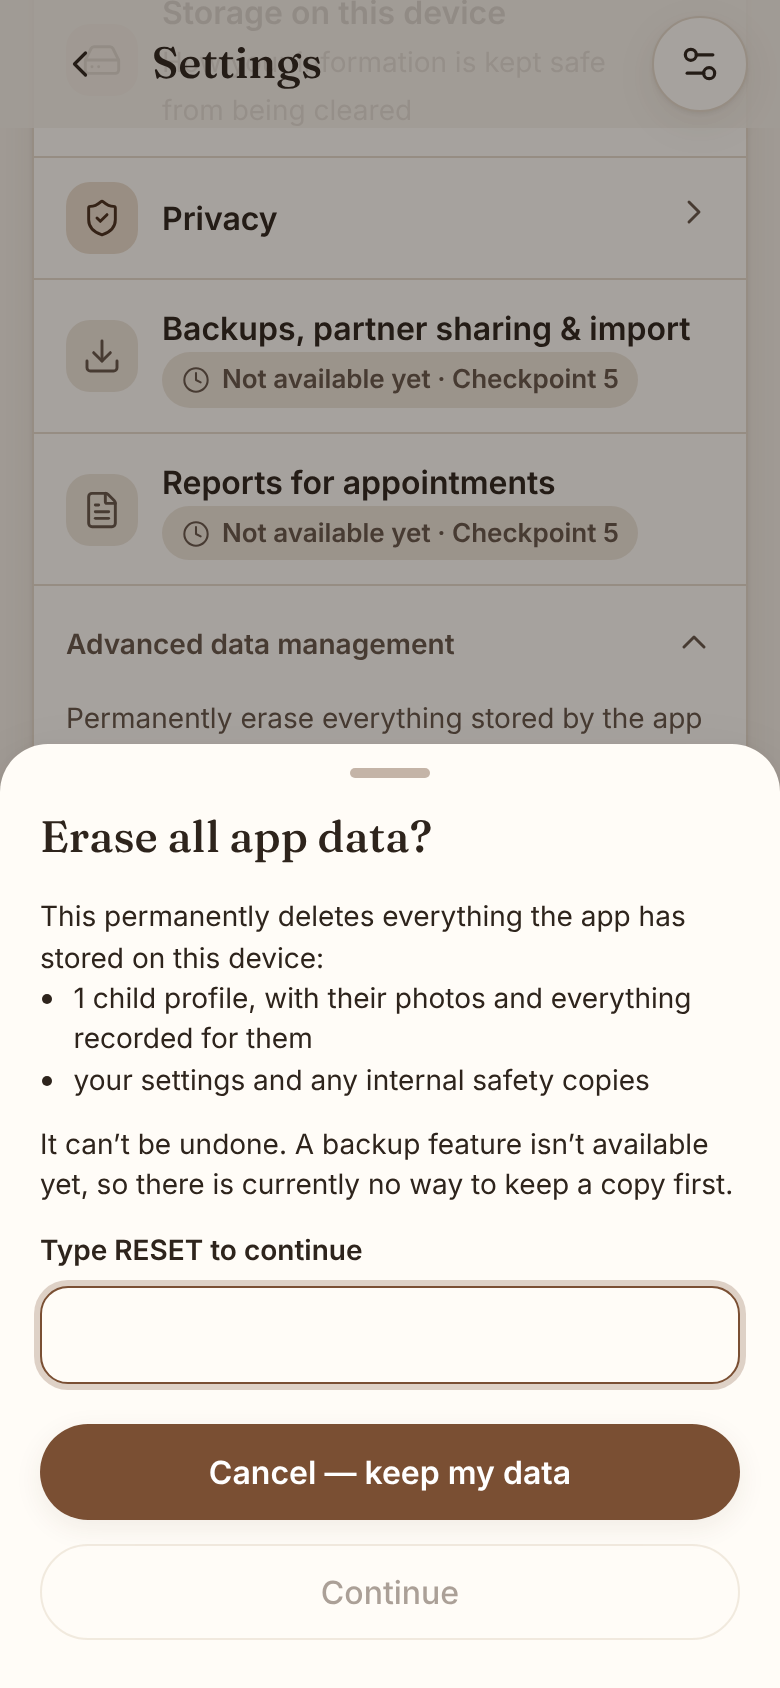 Storage on this device
Settings
formation is kept safe
from being cleared
Privacy
Backups, partner sharing & import
Not available yet · Checkpoint 5
Reports for appointments
Not available yet · Checkpoint 5
Advanced data management
Permanently erase everything stored by the app
Erase all app data?
This permanently deletes everything the app has
stored on this device:
• 1 child profile, with their photos and everything
recorded for them
• your settings and any internal safety copies
It can’t be undone. A backup feature isn’t available
yet, so there is currently no way to keep a copy first.
Type RESET to continue
Cancel — keep my data
Continue